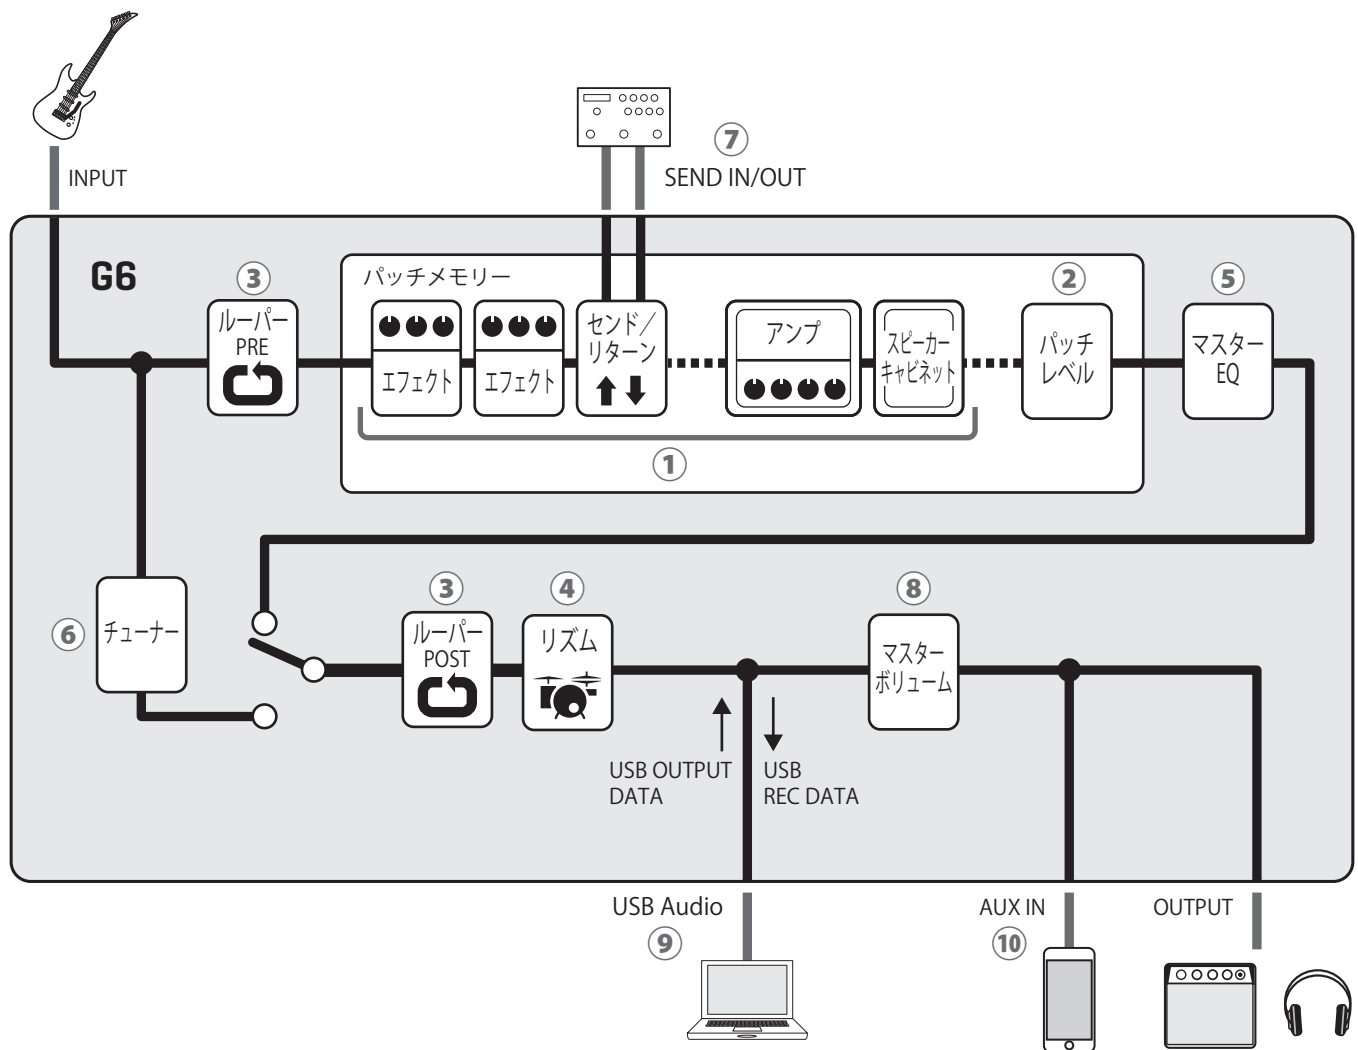 INPUT
⑦
SEND IN/OUT
G6
③
ルーパー
PRE
パッチメモリー
エフェクト
エフェクト
センド／
リターン
アンプ
スピーカー
キャビネット
①
②
パッチ
レベル
⑤
マスター
EQ
⑥
チューナー
③
ルーパー
POST
④
リズム
⑧
マスター
ボリューム
USB OUTPUT
DATA
USB
REC DATA
USB Audio
⑨
AUX IN
⑩
OUTPUT